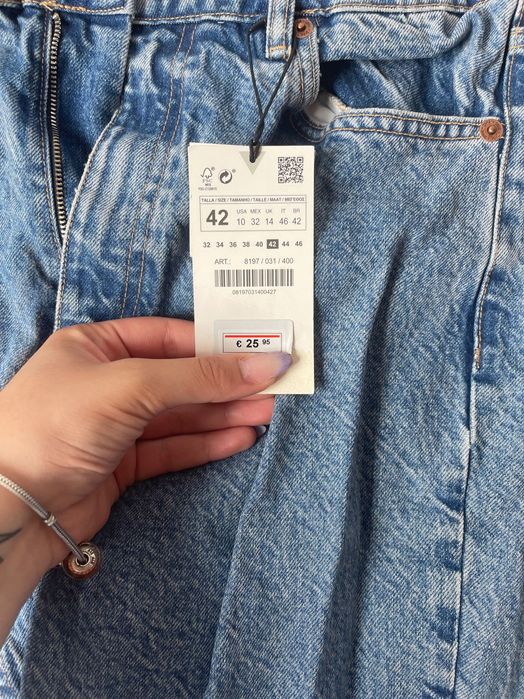 TALLA / SIZE / TAMANHO / TAILLE / MAAT / ΜΕΓΕΘΟΣ
42 USA MEX UK IT BR
10 32 14 46 42
32 34 36 38 40 42 44 46
ART.: 8197 / 031 / 400
08197031400427
€ 25 95